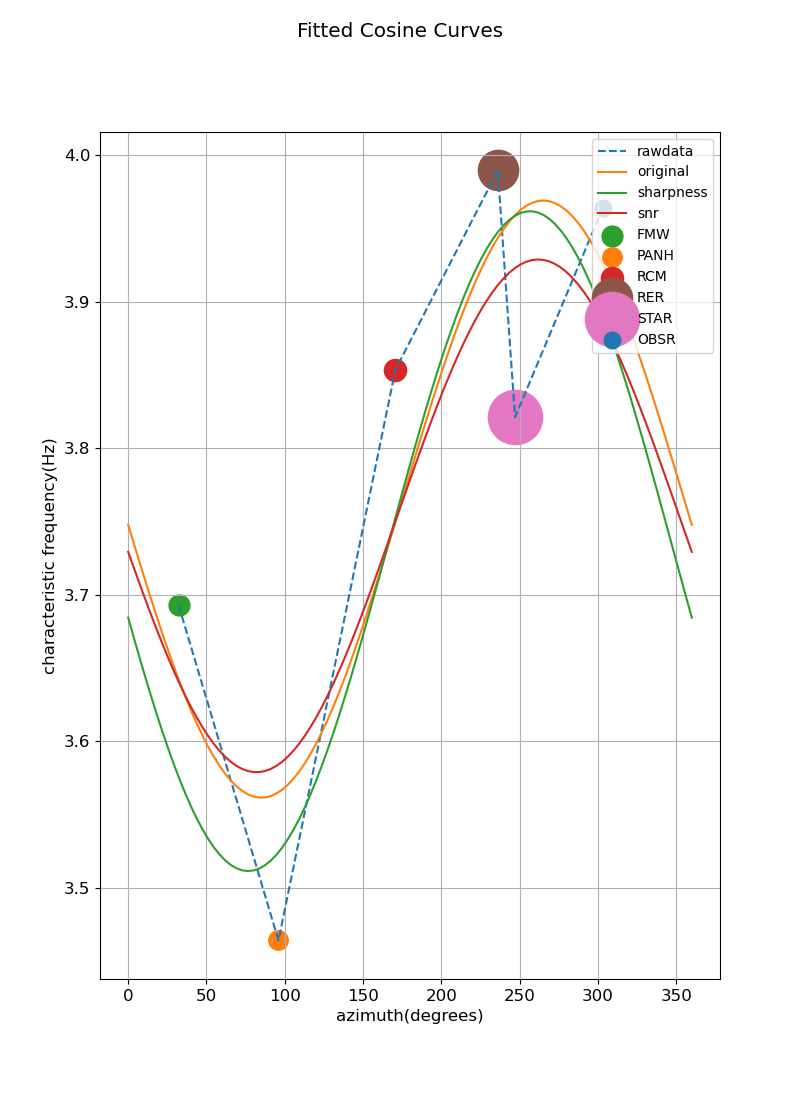 Fitted Cosine Curves
4.0
3.9
3.8
3.7
3.6
3.5
characteristic frequency(Hz)
rawdata
original
sharpness
snr
FMW
PANH
RCM
RER
STAR
OBSR
0 50 100 150 200 250 300 350
azimuth(degrees)